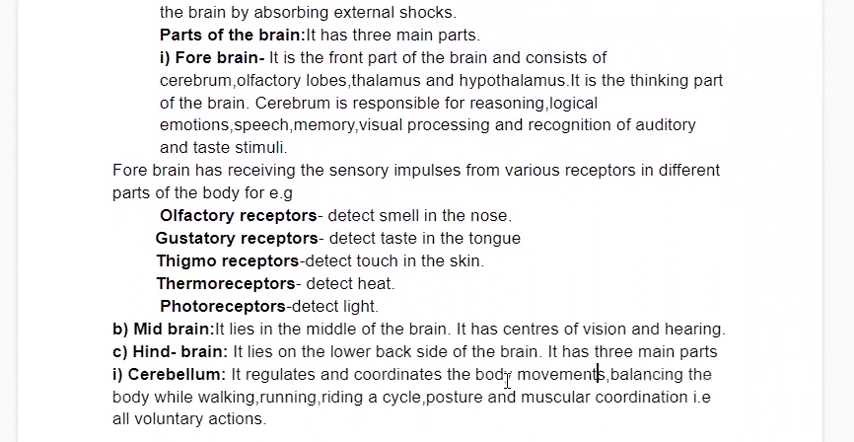 the brain by absorbing external shocks.
Parts of the brain:It has three main parts.
i) Fore brain- It is the front part of the brain and consists of
cerebrum,olfactory lobes,thalamus and hypothalamus.It is the thinking part
of the brain. Cerebrum is responsible for reasoning,logical
emotions,speech,memory,visual processing and recognition of auditory
and taste stimuli.
Fore brain has receiving the sensory impulses from various receptors in different
parts of the body for e.g
Olfactory receptors- detect smell in the nose.
Gustatory receptors- detect taste in the tongue
Thigmo receptors-detect touch in the skin.
Thermoreceptors- detect heat.
Photoreceptors-detect light.
b) Mid brain:It lies in the middle of the brain. It has centres of vision and hearing.
c) Hind- brain: It lies on the lower back side of the brain. It has three main parts
i) Cerebellum: It regulates and coordinates the body movements,balancing the
body while walking,running,riding a cycle,posture and muscular coordination i.e
all voluntary actions.